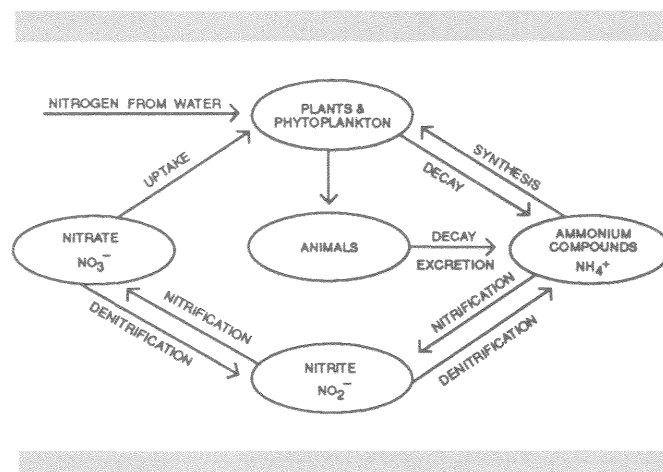 NITROGEN FROM WATER
PLANTS &
PHYTOPLANKTON
UPTAKE
DECAY
SYNTHESIS
NITRATE
NO₃⁻
ANIMALS
DECAY
EXCRETION
AMMONIUM
COMPOUNDS
NH₄⁺
NITRIFICATION
DENITRIFICATION
NITRIFICATION
DENITRIFICATION
NITRITE
NO₂⁻